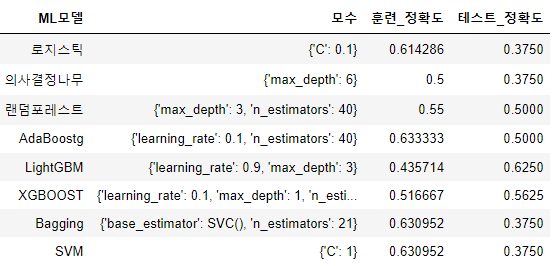 ML모델 모수 훈련_정확도 테스트_정확도
로지스틱 {'C': 0.1} 0.614286 0.3750
의사결정나무 {'max_depth': 6} 0.5 0.3750
랜덤포레스트 {'max_depth': 3, 'n_estimators': 40} 0.55 0.5000
AdaBoostg {'learning_rate': 0.1, 'n_estimators': 40} 0.633333 0.5000
LightGBM {'learning_rate': 0.9, 'max_depth': 3} 0.435714 0.6250
XGBOOST {'learning_rate': 0.1, 'max_depth': 1, 'n_esti... 0.516667 0.5625
Bagging {'base_estimator': SVC(), 'n_estimators': 21} 0.630952 0.3750
SVM {'C': 1} 0.630952 0.3750